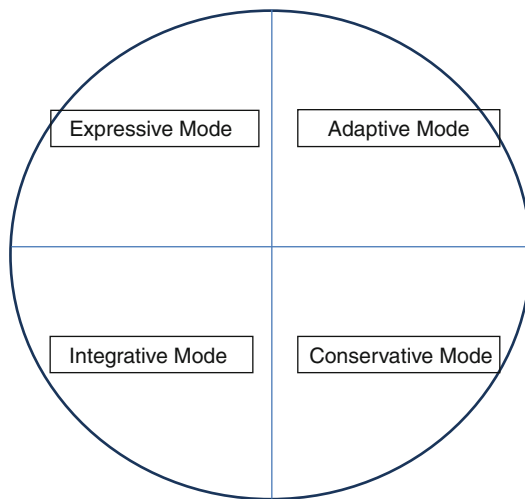 Expressive Mode
Adaptive Mode
Integrative Mode
Conservative Mode